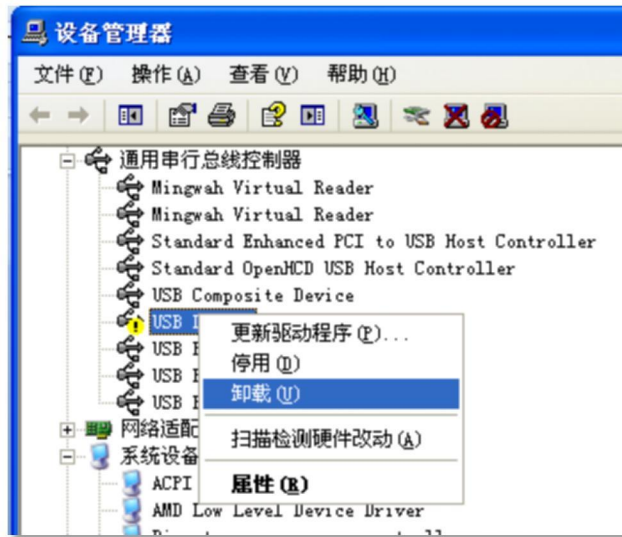 设备管理器
文件(F) 操作(A) 查看(V) 帮助(H)
通用串行总线控制器
Mingwah Virtual Reader
Mingwah Virtual Reader
Standard Enhanced PCI to USB Host Controller
Standard OpenHCD USB Host Controller
USB Composite Device
USB
更新驱动程序(P)...
USB
停用(D)
USB
卸载(U)
USB
网络适配
扫描检测硬件改动(A)
系统设备
ACPI
属性(R)
AMD Low Level Device Driver